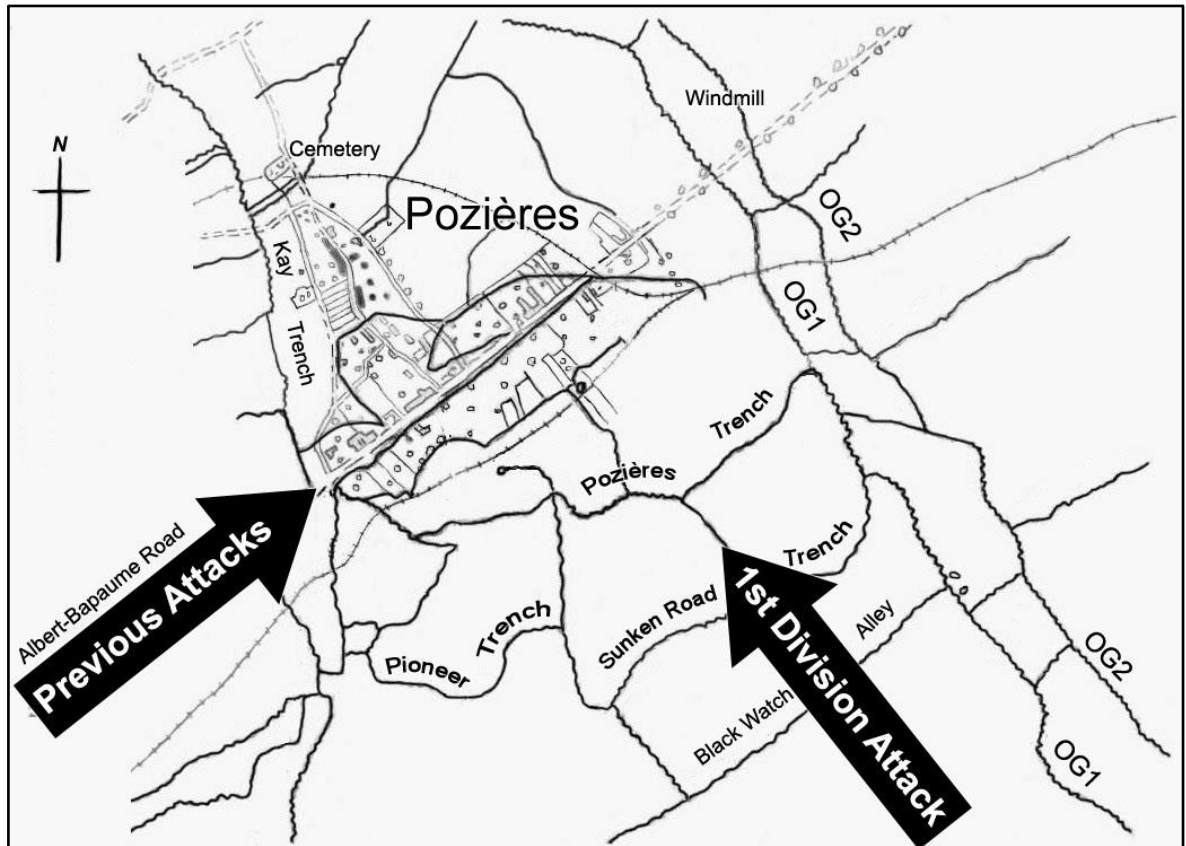 Windmill
N
Cemetery
Pozières
OG2
Kay
Trench
OG1
Trench
Pozières
Albert-Bapaume Road
Previous Attacks
Trench
1st Division Attack
Sunken Road
Trench
Alley
Pioneer
Black Watch
OG2
OG1